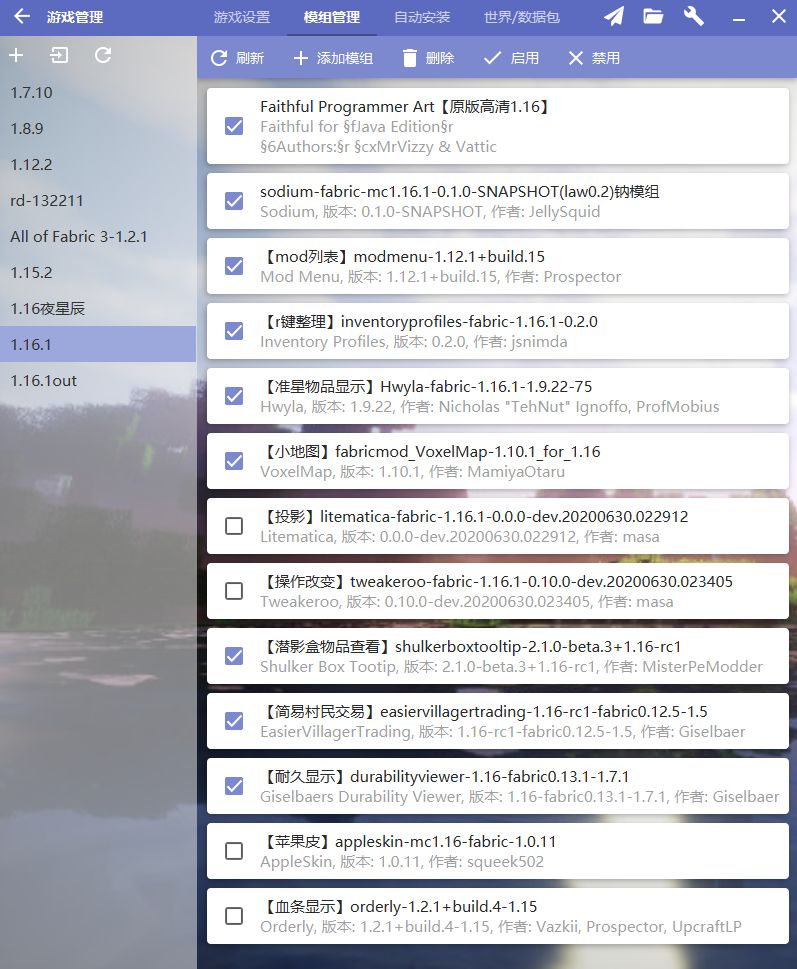 游戏管理
游戏设置 模组管理 自动安装 世界/数据包
刷新 添加模组 删除 启用 禁用
1.7.10
1.8.9
1.12.2
rd-132211
All of Fabric 3-1.2.1
1.15.2
1.16夜星辰
1.16.1
1.16.1out
Faithful Programmer Art【原版高清1.16】
Faithful for §fJava Edition§r
§6Authors:§r §cxMrVizzy & Vattic
sodium-fabric-mc1.16.1-0.1.0-SNAPSHOT(law0.2)钠模组
Sodium, 版本: 0.1.0-SNAPSHOT, 作者: JellySquid
【mod列表】modmenu-1.12.1+build.15
Mod Menu, 版本: 1.12.1+build.15, 作者: Prospector
【r键整理】inventoryprofiles-fabric-1.16.1-0.2.0
Inventory Profiles, 版本: 0.2.0, 作者: jsnimda
【准星物品显示】Hwyla-fabric-1.16.1-1.9.22-75
Hwyla, 版本: 1.9.22, 作者: Nicholas "TehNut" Ignoffo, ProfMobius
【小地图】fabricmod_VoxelMap-1.10.1_for_1.16
VoxelMap, 版本: 1.10.1, 作者: MamiyaOtaru
【投影】litematica-fabric-1.16.1-0.0.0-dev.20200630.022912
Litematica, 版本: 0.0.0-dev.20200630.022912, 作者: masa
【操作改变】tweakeroo-fabric-1.16.1-0.10.0-dev.20200630.023405
Tweakeroo, 版本: 0.10.0-dev.20200630.023405, 作者: masa
【潜影盒物品查看】shulkerboxtooltip-2.1.0-beta.3+1.16-rc1
Shulker Box Tootip, 版本: 2.1.0-beta.3+1.16-rc1, 作者: MisterPeModder
【简易村民交易】easiervillagertrading-1.16-rc1-fabric0.12.5-1.5
EasierVillagerTrading, 版本: 1.16-rc1-fabric0.12.5-1.5, 作者: Giselbaer
【耐久显示】durabilityviewer-1.16-fabric0.13.1-1.7.1
Giselbaers Durability Viewer, 版本: 1.16-fabric0.13.1-1.7.1, 作者: Giselbaer
【苹果皮】appleskin-mc1.16-fabric-1.0.11
AppleSkin, 版本: 1.0.11, 作者: squeek502
【血条显示】orderly-1.2.1+build.4-1.15
Orderly, 版本: 1.2.1+build.4-1.15, 作者: Vazkii, Prospector, UpcraftLP